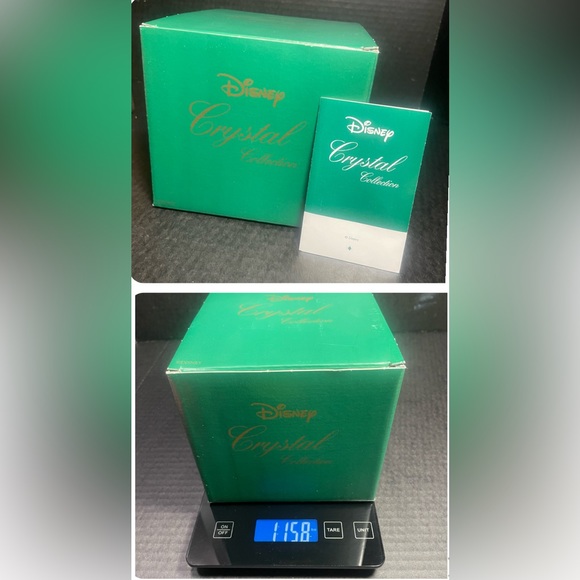 Disney
Crystal
Collection
Disney
Crystal
Collection
Disney
Crystal
Collection
Disney
Crystal
Collection
ON
OFF
1158
TARE
UNIT